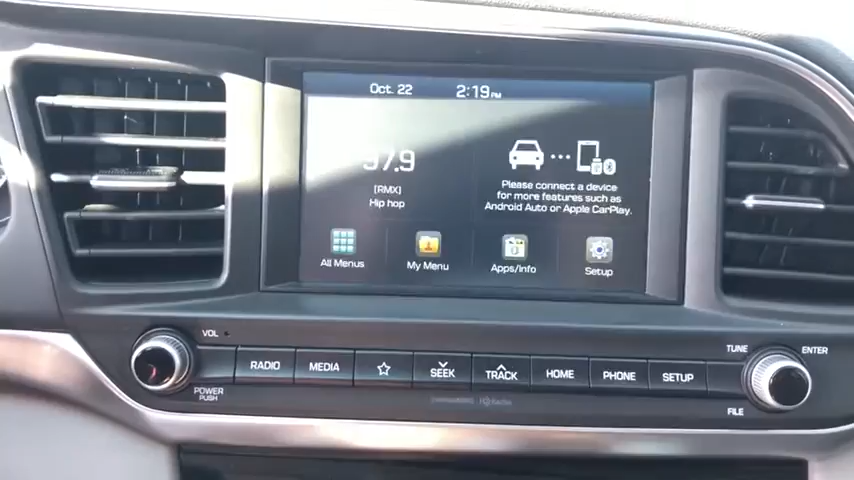 Oct. 22 2:19 PM
97.9
[RMX]
Hip hop
Please connect a device
for more features such as
Android Auto or Apple CarPlay.
All Menus My Menu Apps/Info Setup
VOL
POWER
PUSH
RADIO MEDIA SEEK TRACK HOME PHONE SETUP
TUNE
ENTER
FILE